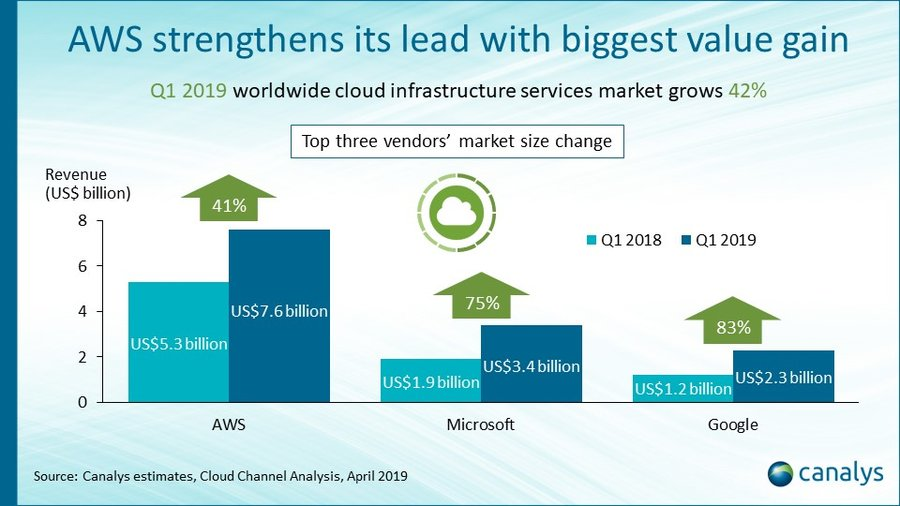 AWS strengthens its lead with biggest value gain
Q1 2019 worldwide cloud infrastructure services market grows 42%
Top three vendors’ market size change
Revenue
(US$ billion)
8
6
4
2
0
41%
75%
83%
Q1 2018
Q1 2019
US$5.3 billion
US$7.6 billion
US$1.9 billion
US$3.4 billion
US$1.2 billion
US$2.3 billion
AWS
Microsoft
Google
Source: Canalys estimates, Cloud Channel Analysis, April 2019
canalys